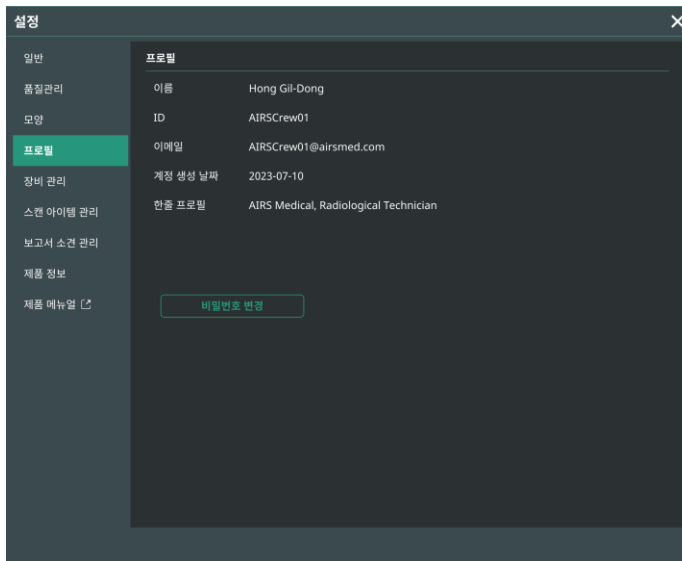 설정
일반
품질관리
모양
프로필
장비 관리
스캔 아이템 관리
보고서 소견 관리
제품 정보
제품 메뉴얼
프로필
이름 Hong Gil-Dong
ID AIRSCrew01
이메일 AIRSCrew01@airsmed.com
계정 생성 날짜 2023-07-10
한줄 프로필 AIRS Medical, Radiological Technician
비밀번호 변경